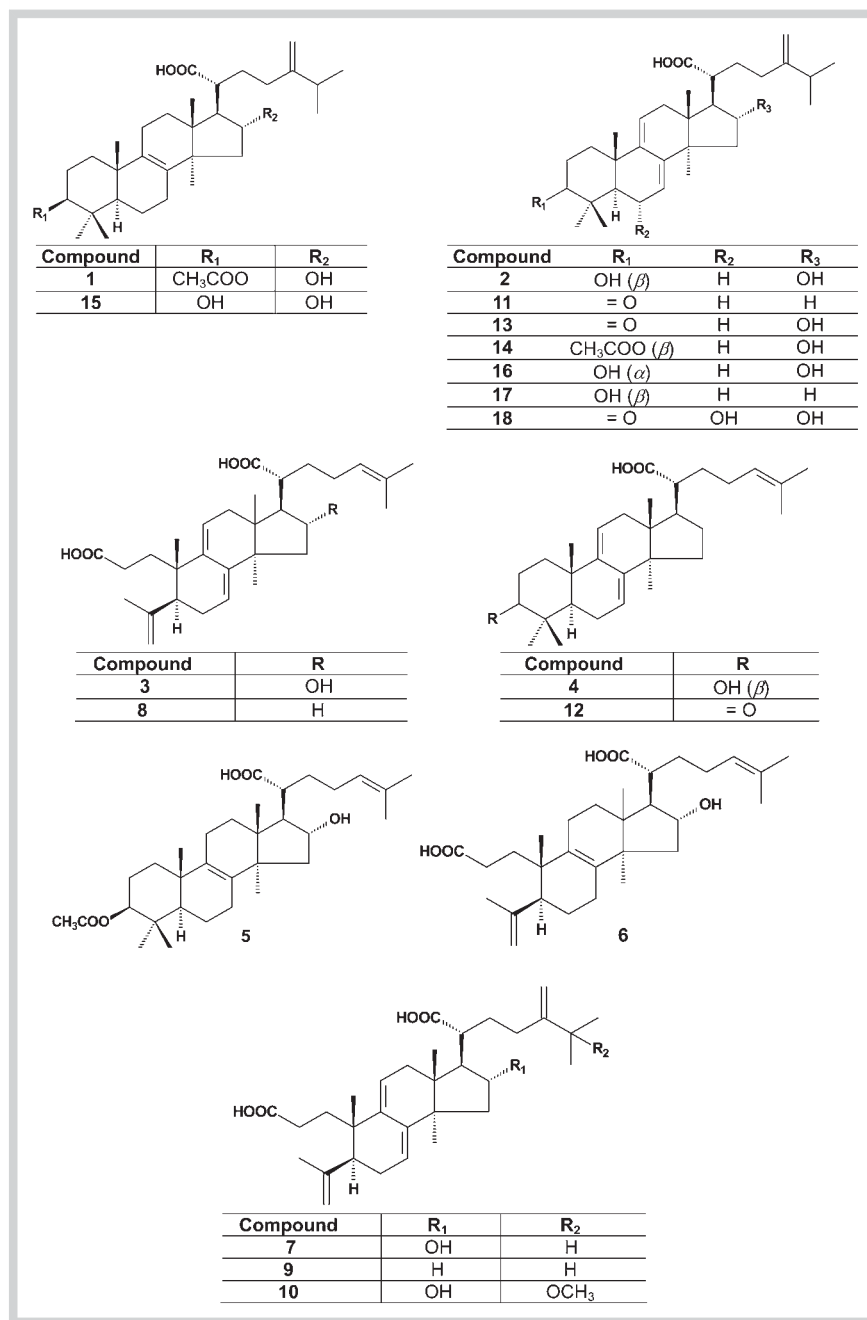 HOOC
R2
R1
H
Compound R1 R2
1 CH3COO OH
15 OH OH
HOOC
R3
R1
H
R2
Compound R1 R2 R3
2 OH (β) H OH
11 = O H H
13 = O H OH
14 CH3COO (β) H OH
16 OH (α) H OH
17 OH (β) H H
18 = O OH OH
HOOC
R
HOOC
H
Compound R
3 OH
8 H
HOOC
R
H
Compound R
4 OH (β)
12 = O
HOOC
OH
CH3COO
H
5
HOOC
OH
HOOC
H
6
HOOC
R2
R1
HOOC
H
Compound R1 R2
7 OH H
9 H H
10 OH OCH3